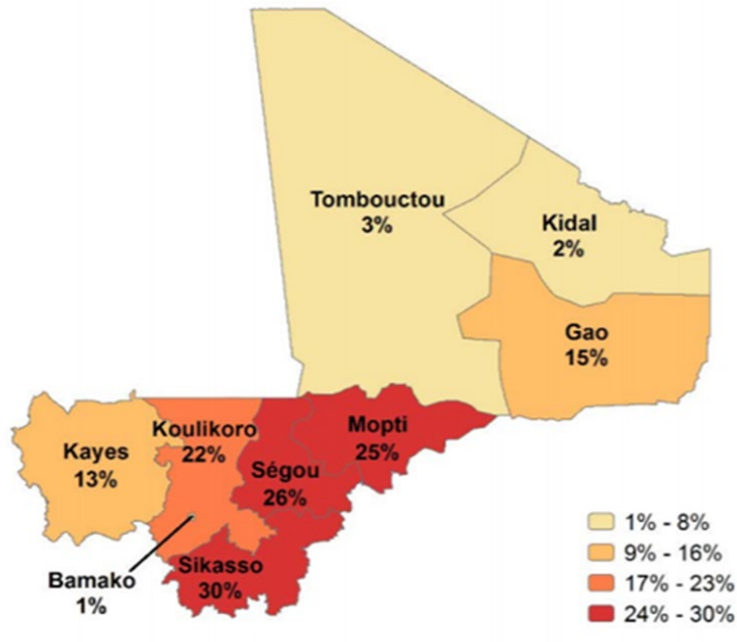 Tombouctou
3%
Kidal
2%
Gao
15%
Kayes
13%
Koulikoro
22%
Mopti
25%
Ségou
26%
Sikasso
30%
Bamako
1%
1% - 8%
9% - 16%
17% - 23%
24% - 30%